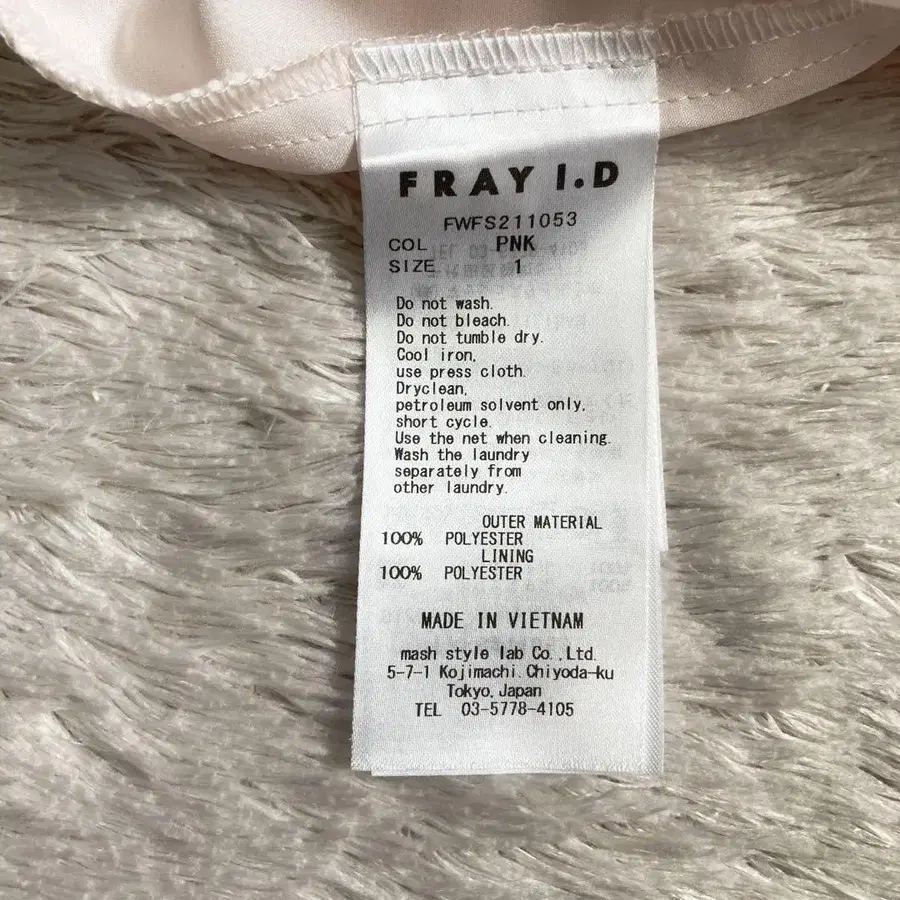 FRAY I.D
FWFS211053
COL PNK
SIZE 1
Do not wash.
Do not bleach.
Do not tumble dry.
Cool iron,
use press cloth.
Dryclean,
petroleum solvent only,
short cycle.
Use the net when cleaning.
Wash the laundry
separately from
other laundry.
OUTER MATERIAL
100% POLYESTER
LINING
100% POLYESTER
MADE IN VIETNAM
mash style lab Co.,Ltd.
5-7-1 Kojimachi.Chiyoda-ku
Tokyo,Japan
TEL 03-5778-4105